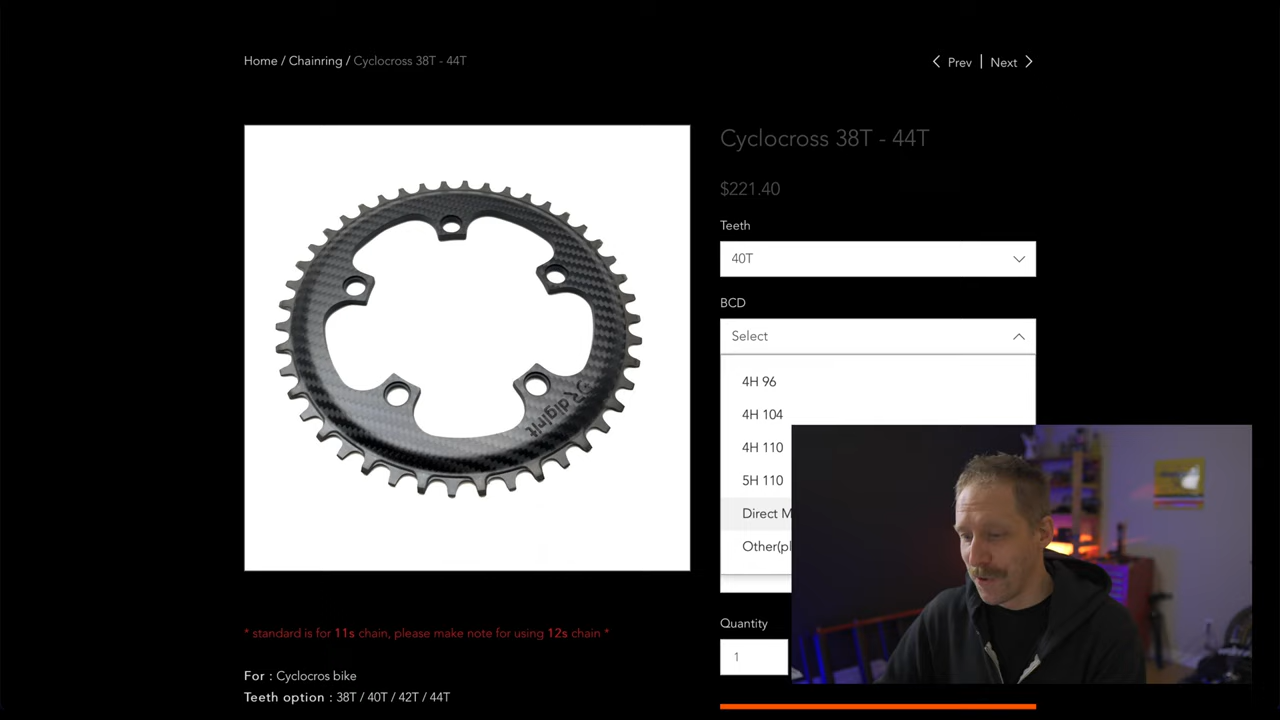 Home / Chainring / Cyclocross 38T - 44T
Prev | Next
Cyclocross 38T - 44T
$221.40
Teeth
40T
BCD
Select
4H 96
4H 104
4H 110
5H 110
Direct M
Other(pl
digirit
Quantity
1
* standard is for 11s chain, please make note for using 12s chain *
For : Cyclocros bike
Teeth option : 38T / 40T / 42T / 44T